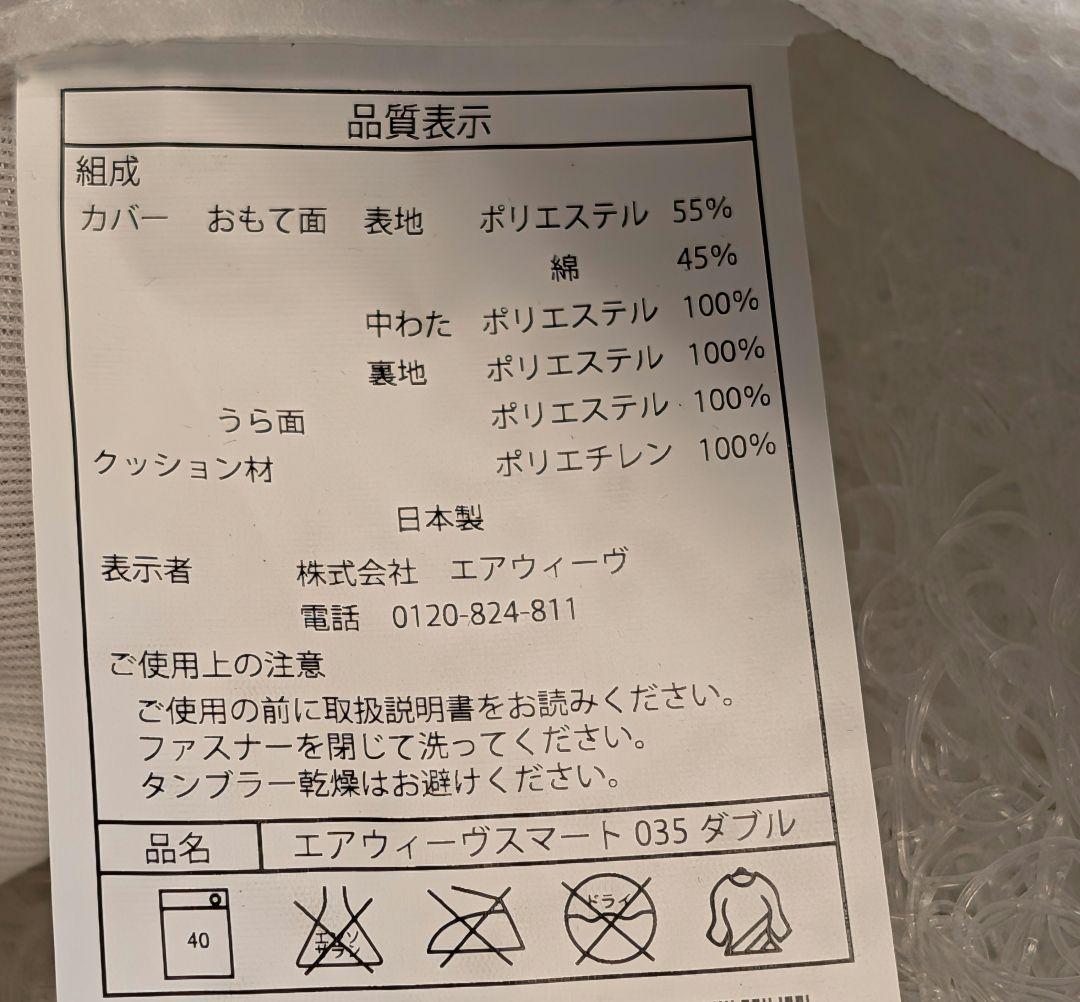 品質表示
組成
カバー おもて面 表地 ポリエステル 55%
綿 45%
中わた ポリエステル 100%
裏地 ポリエステル 100%
うら面 ポリエステル 100%
クッション材 ポリエチレン 100%
日本製
表示者 株式会社 エアウィーヴ
電話 0120-824-811
ご使用上の注意
ご使用の前に取扱説明書をお読みください。
ファスナーを閉じて洗ってください。
タンブラー乾燥はお避けください。
品名 エアウィーヴスマート 035 ダブル
40 エンソ サラシ ドライ